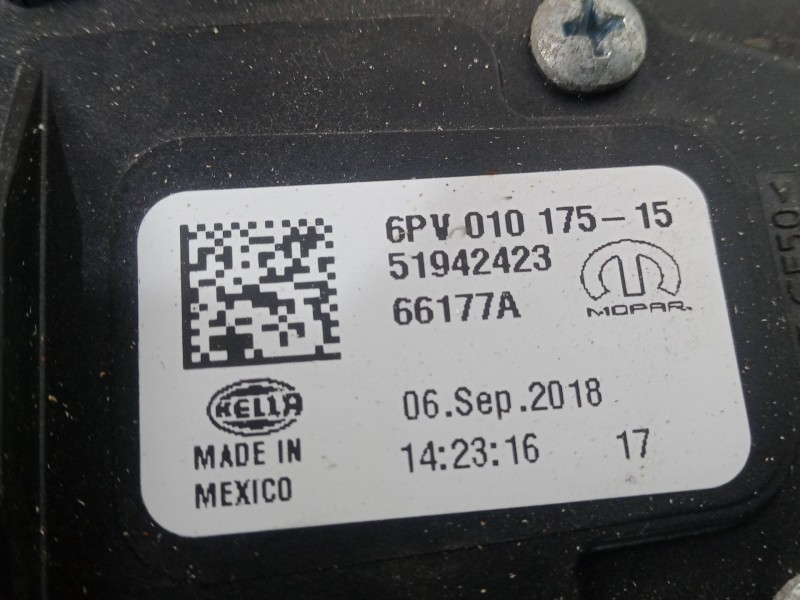 6PV 010 175-15
51942423
66177A
MOPAR
HELLA
06.Sep.2018
MADE IN
MEXICO
14:23:16 17